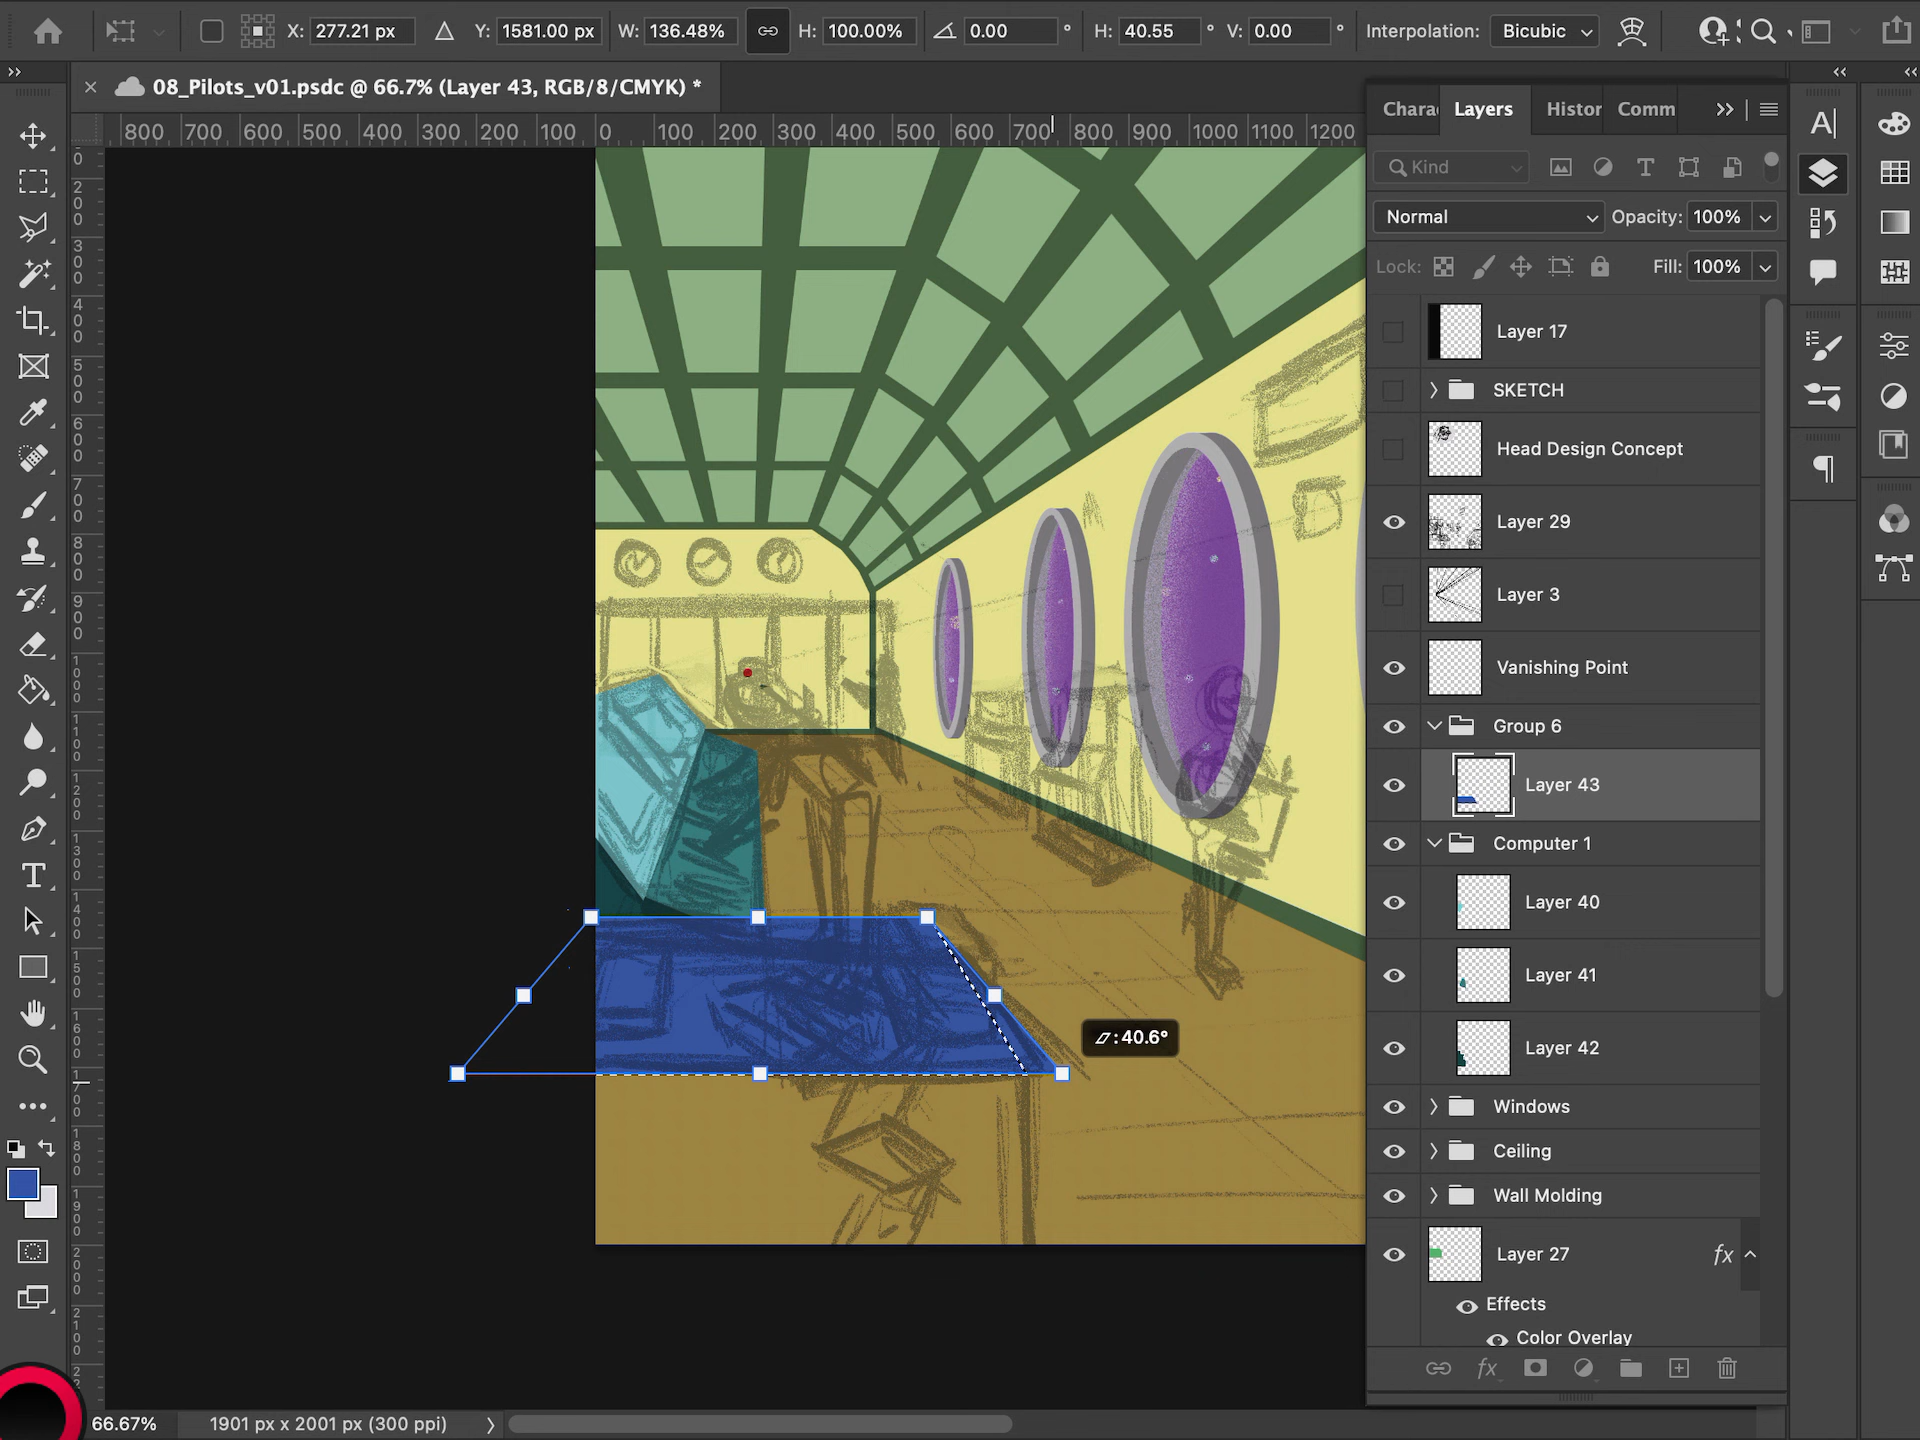 X: 277.21 px Y: 1581.00 px W: 136.48% H: 100.00% 0.00 ° H: 40.55 ° V: 0.00 ° Interpolation: Bicubic
08_Pilots_v01.psdc @ 66.7% (Layer 43, RGB/8/CMYK) *
800 700 600 500 400 300 200 100 0 100 200 300 400 500 600 700 800 900 1000 1100 1200
Chara Layers Histor Comm
Kind
Normal Opacity: 100%
Lock: Fill: 100%
Layer 17
SKETCH
Head Design Concept
Layer 29
Layer 3
Vanishing Point
Group 6
Layer 43
Computer 1
Layer 40
Layer 41
: 40.6°
Layer 42
Windows
Ceiling
Wall Molding
Layer 27 fx
Effects
Color Overlay
66.67% 1901 px x 2001 px (300 ppi)